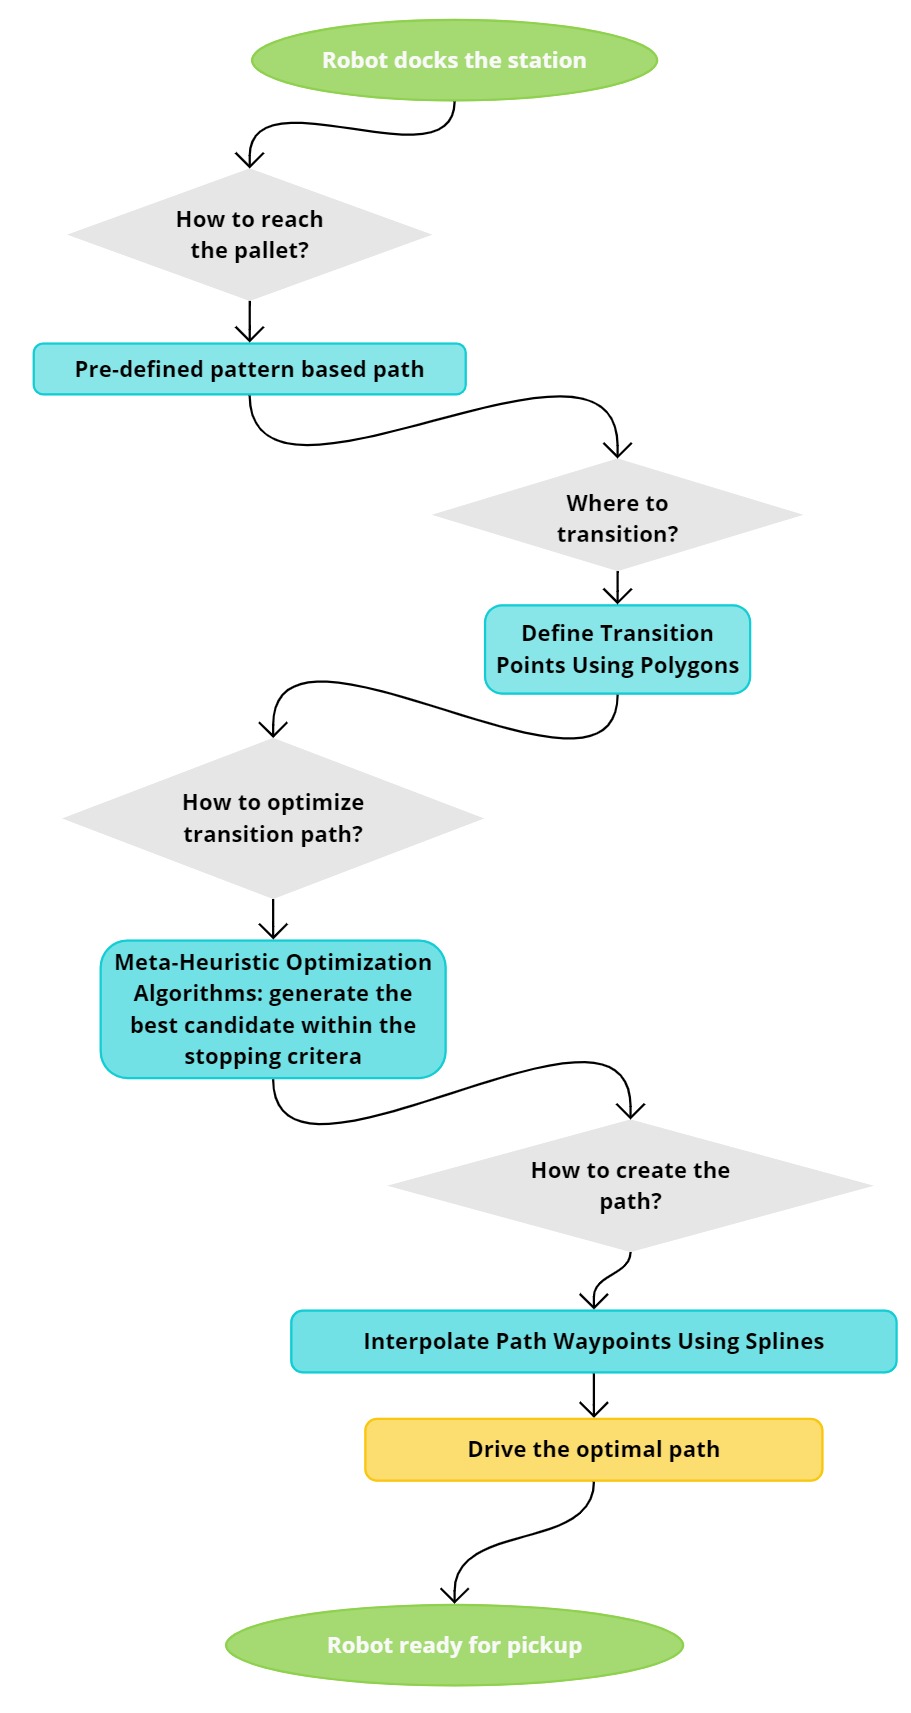 Robot docks the station
How to reach
the pallet?
Pre-defined pattern based path
Where to
transition?
Define Transition
Points Using Polygons
How to optimize
transition path?
Meta-Heuristic Optimization
Algorithms: generate the
best candidate within the
stopping critera
How to create the
path?
Interpolate Path Waypoints Using Splines
Drive the optimal path
Robot ready for pickup